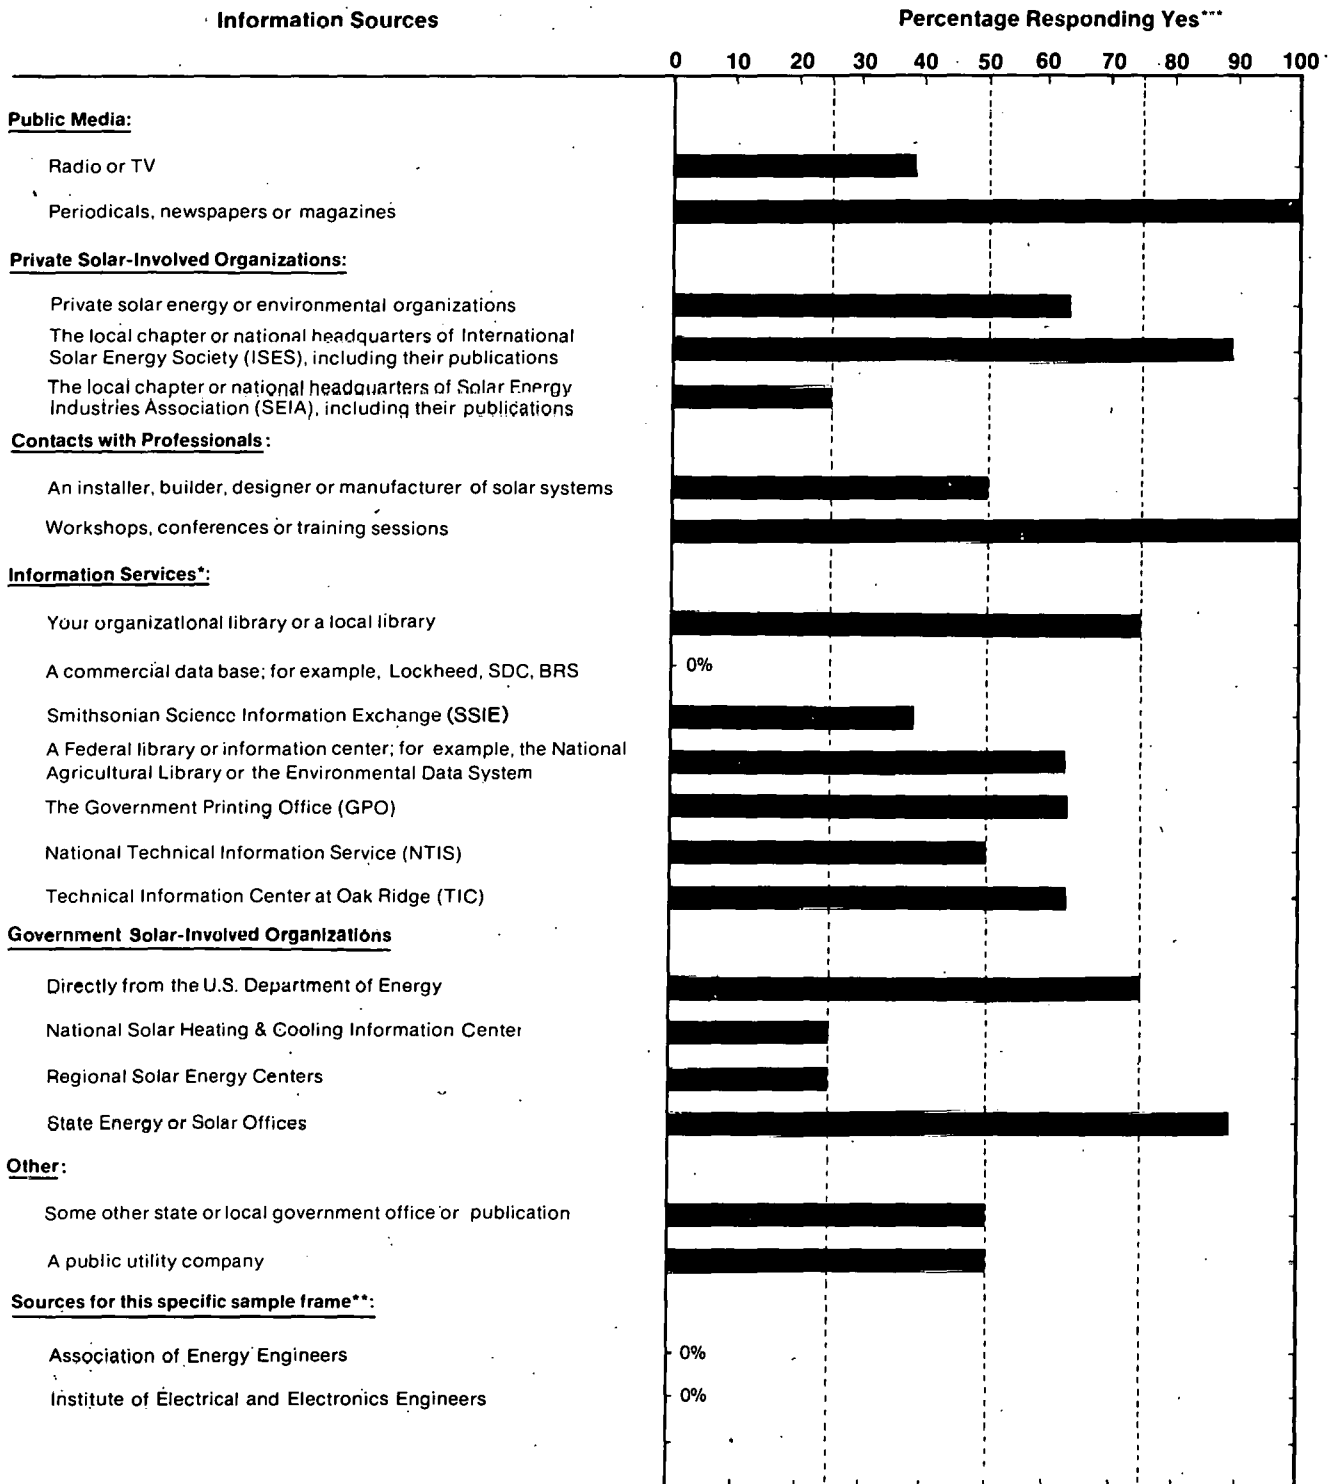 Information Sources
Percentage Responding Yes***
0 10 20 30 40 50 60 70 80 90 100
Public Media:
Radio or TV
Periodicals, newspapers or magazines
Private Solar-Involved Organizations:
Private solar energy or environmental organizations
The local chapter or national headquarters of International
Solar Energy Society (ISES), including their publications
The local chapter or national headquarters of Solar Energy
Industries Association (SEIA), including their publications
Contacts with Professionals:
An installer, builder, designer or manufacturer of solar systems
Workshops, conferences or training sessions
Information Services*:
Your organizational library or a local library
A commercial data base; for example, Lockheed, SDC, BRS
0%
Smithsonian Science Information Exchange (SSIE)
A Federal library or information center; for example, the National
Agricultural Library or the Environmental Data System
The Government Printing Office (GPO)
National Technical Information Service (NTIS)
Technical Information Center at Oak Ridge (TIC)
Government Solar-Involved Organizations
Directly from the U.S. Department of Energy
National Solar Heating & Cooling Information Center
Regional Solar Energy Centers
State Energy or Solar Offices
Other:
Some other state or local government office or publication
A public utility company
Sources for this specific sample frame**:
Association of Energy Engineers
0%
Institute of Electrical and Electronics Engineers
0%